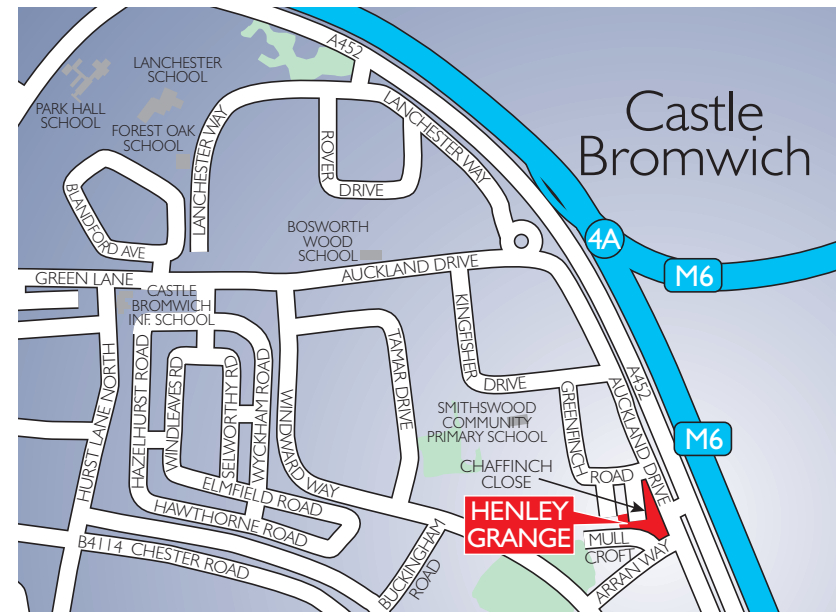 A452
LANCHESTER
SCHOOL
PARK HALL
SCHOOL
FOREST OAK
SCHOOL
LANCHESTER WAY
LANCHESTER WAY
ROVER
DRIVE
Castle
Bromwich
BLANDFORD AVE
BOSWORTH
WOOD
SCHOOL
4A
M6
GREEN LANE
AUCKLAND DRIVE
CASTLE
BROMWICH
INF. SCHOOL
KINGFISHER
DRIVE
TAMAR DRIVE
HURST LANE NORTH
HAZELHURST ROAD
WINDLEAVES RD
SELWORTHY RD
WYCKHAM ROAD
WINDWARD WAY
A452
AUCKLAND DRIVE
GREENFINCH
ROAD
SMITHSWOOD
COMMUNITY
PRIMARY SCHOOL
M6
CHAFFINCH
CLOSE
ELMFIELD ROAD
HAWTHORNE ROAD
HENLEY
GRANGE
MULL
CROFT
B4114 CHESTER ROAD
BUCKINGHAM
ROAD
ARRAN WAY